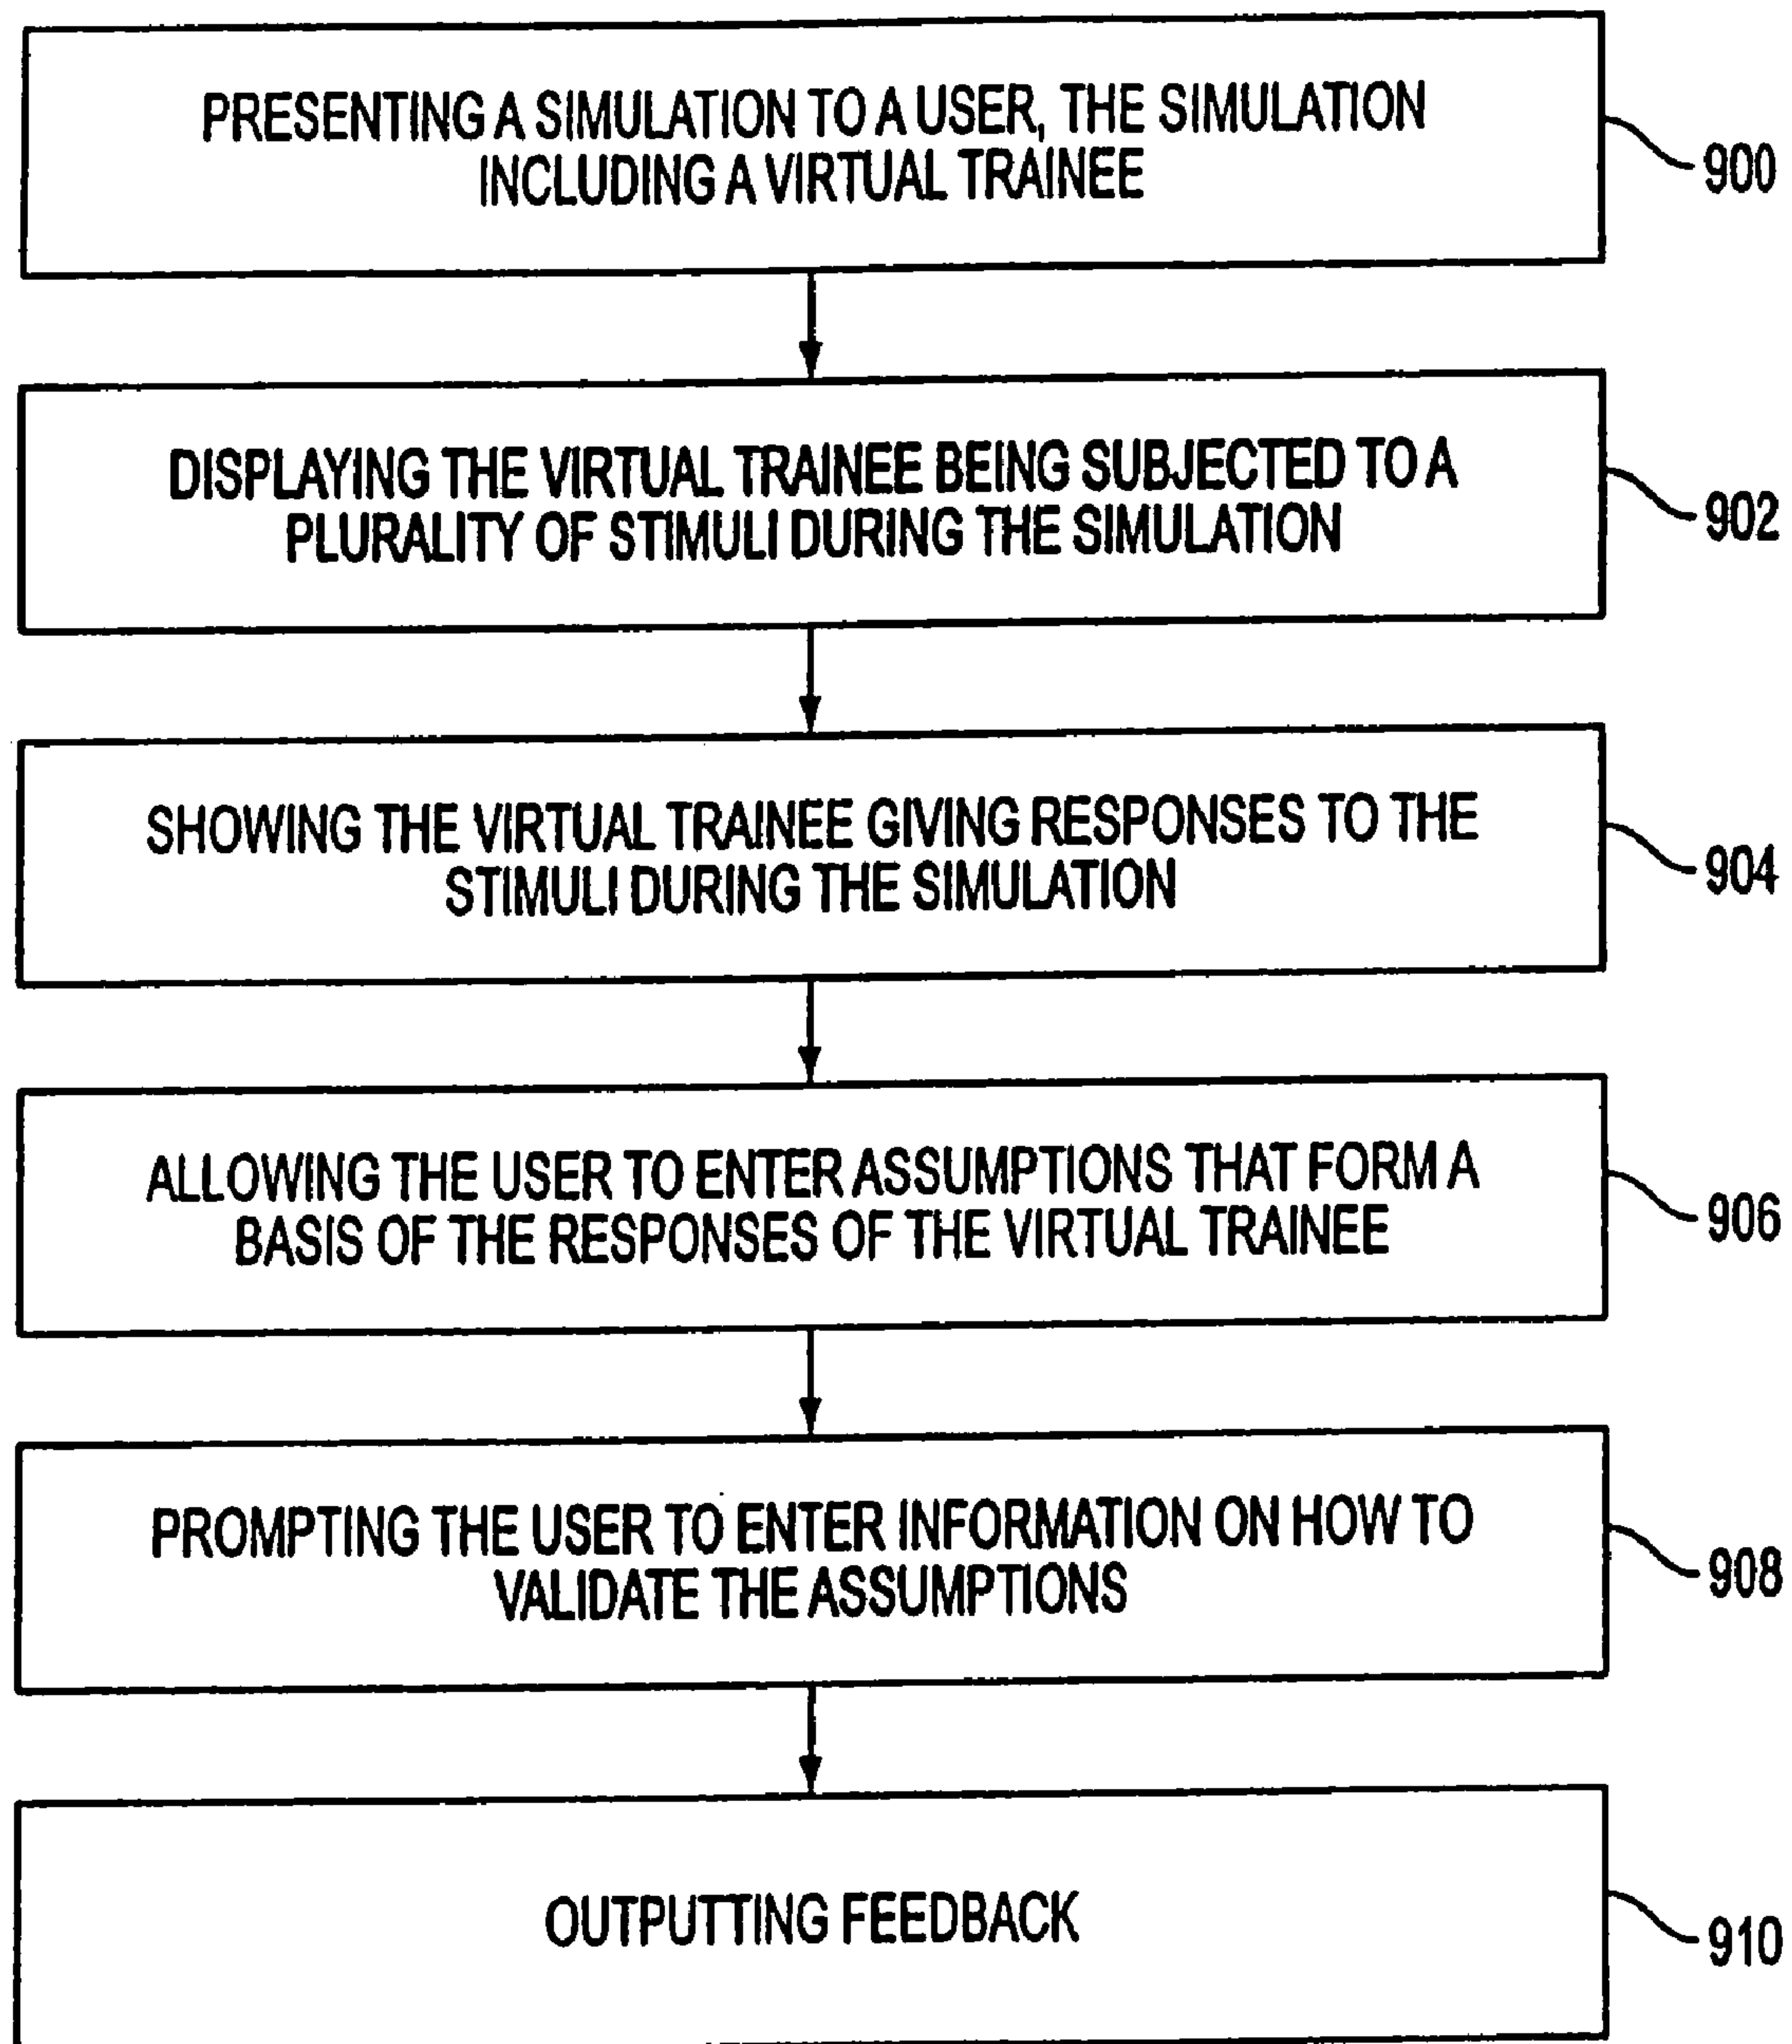 PRESENTING A SIMULATION TO A USER, THE SIMULATION
INCLUDING A VIRTUAL TRAINEE
900
DISPLAYING THE VIRTUAL TRAINEE BEING SUBJECTED TO A
PLURALITY OF STIMULI DURING THE SIMULATION
902
SHOWING THE VIRTUAL TRAINEE GIVING RESPONSES TO THE
STIMULI DURING THE SIMULATION
904
ALLOWING THE USER TO ENTER ASSUMPTIONS THAT FORM A
BASIS OF THE RESPONSES OF THE VIRTUAL TRAINEE
906
PROMPTING THE USER TO ENTER INFORMATION ON HOW TO
VALIDATE THE ASSUMPTIONS
908
OUTPUTTING FEEDBACK
910